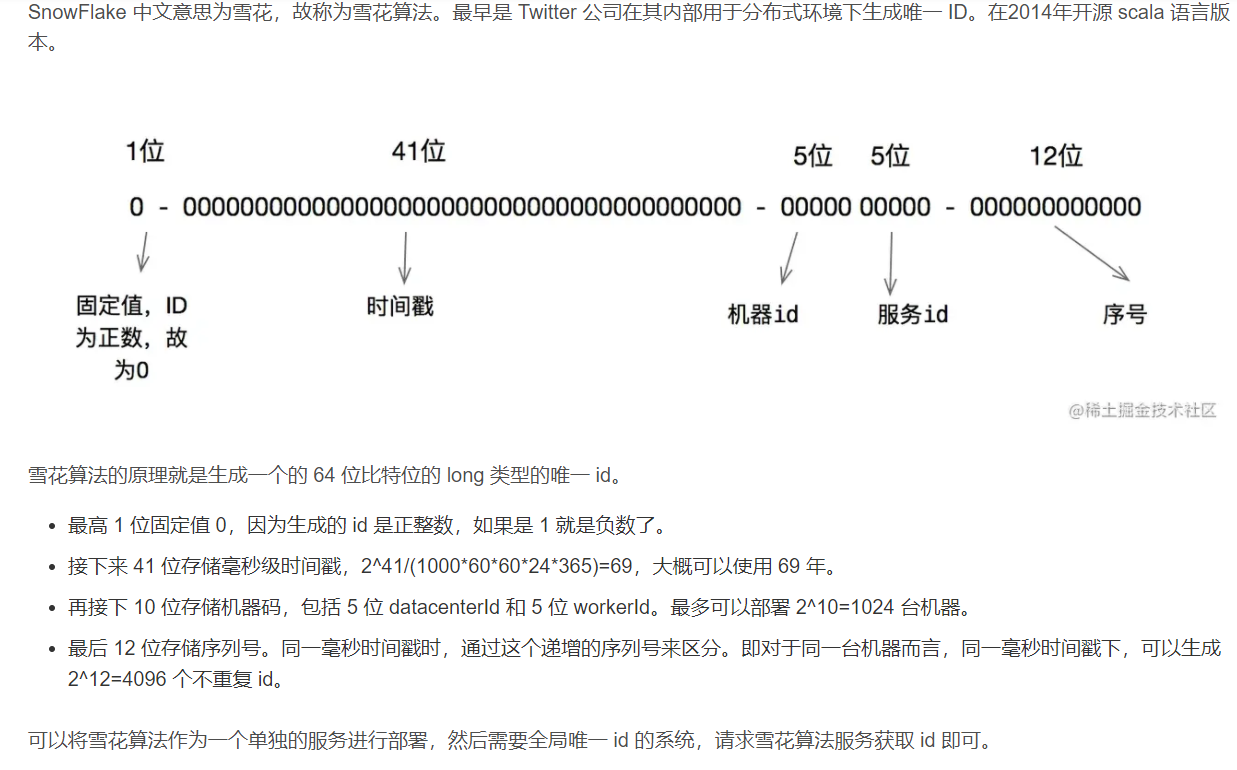 SnowFlake 中文意思为雪花，故称为雪花算法。最早是 Twitter 公司在其内部用于分布式环境下生成唯一 ID。在2014年开源 scala 语言版
本。
1位 41位 5位 5位 12位
0 - 00000000000000000000000000000000000000000 - 00000 00000 - 000000000000
固定值，ID
为正数，故
为0
时间戳
机器id
服务id
序号
@稀土掘金技术社区
雪花算法的原理就是生成一个的 64 位比特位的 long 类型的唯一 id。
• 最高 1 位固定值 0，因为生成的 id 是正整数，如果是 1 就是负数了。
• 接下来 41 位存储毫秒级时间戳，2^41/(1000*60*60*24*365)=69，大概可以使用 69 年。
• 再接下 10 位存储机器码，包括 5 位 datacenterId 和 5 位 workerId。最多可以部署 2^10=1024 台机器。
• 最后 12 位存储序列号。同一毫秒时间戳时，通过这个递增的序列号来区分。即对于同一台机器而言，同一毫秒时间戳下，可以生成
2^12=4096 个不重复 id。
可以将雪花算法作为一个单独的服务进行部署，然后需要全局唯一 id 的系统，请求雪花算法服务获取 id 即可。